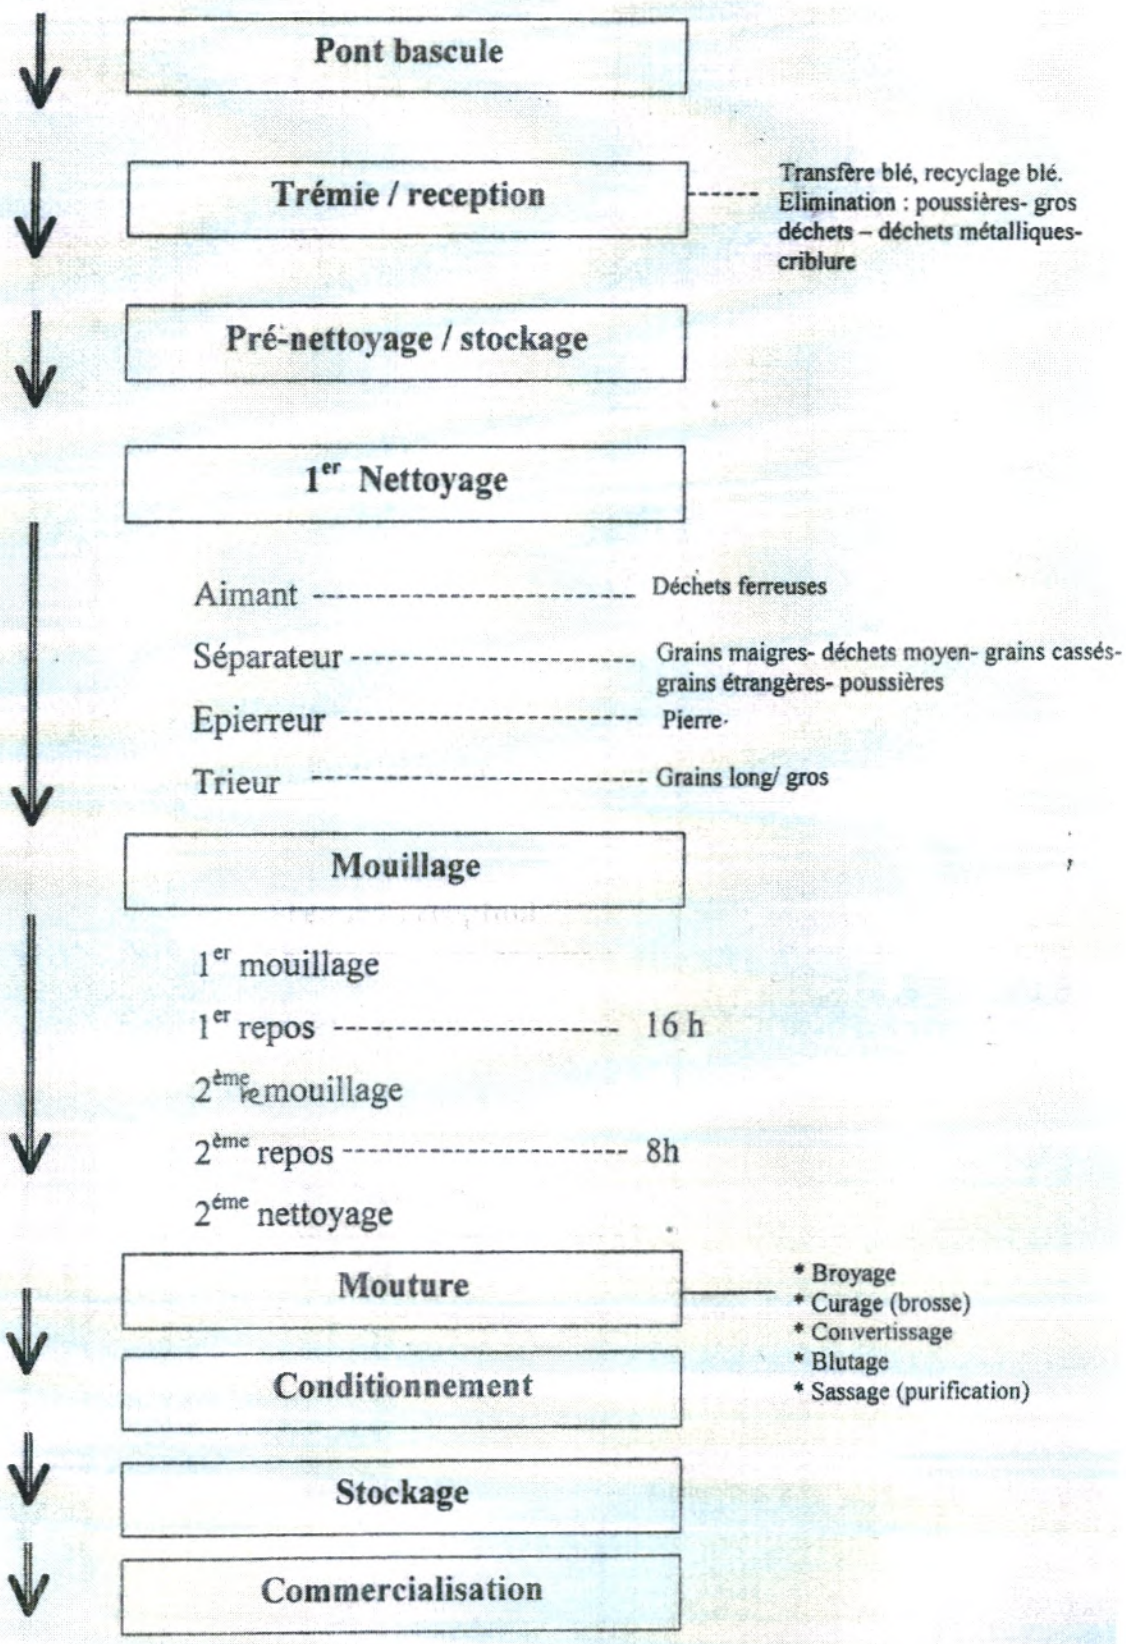 Pont bascule
Trémie / reception
Transfère blé, recyclage blé.
Elimination : poussières- gros
déchets – déchets métalliques-
criblure
Pré-nettoyage / stockage
1er Nettoyage
Aimant ---------------------------- Déchets ferreuses
Séparateur ------------------------- Grains maigres- déchets moyen- grains cassés-
grains étrangères- poussières
Epierreur ------------------------- Pierre
Trieur ---------------------------- Grains long/ gros
Mouillage
1er mouillage
1er repos ------------------------ 16 h
2ème remouillage
2ème repos ------------------------ 8h
2éme nettoyage
Mouture
* Broyage
* Curage (brosse)
* Convertissage
* Blutage
* Sassage (purification)
Conditionnement
Stockage
Commercialisation